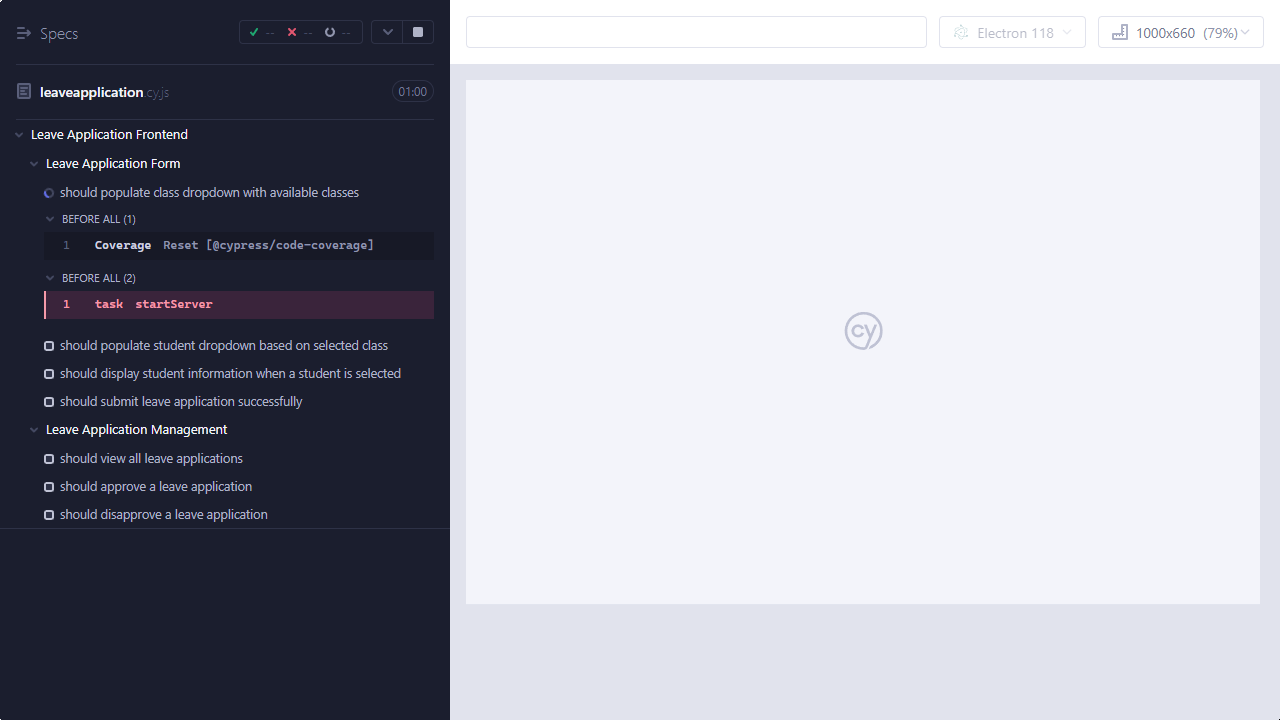 Specs
-- -- --
leaveapplication.cy.js
01:00
Leave Application Frontend
Leave Application Form
should populate class dropdown with available classes
BEFORE ALL (1)
1 Coverage Reset [@cypress/code-coverage]
BEFORE ALL (2)
1 task startServer
should populate student dropdown based on selected class
should display student information when a student is selected
should submit leave application successfully
Leave Application Management
should view all leave applications
should approve a leave application
should disapprove a leave application
Electron 118
1000x660 (79%)
cy